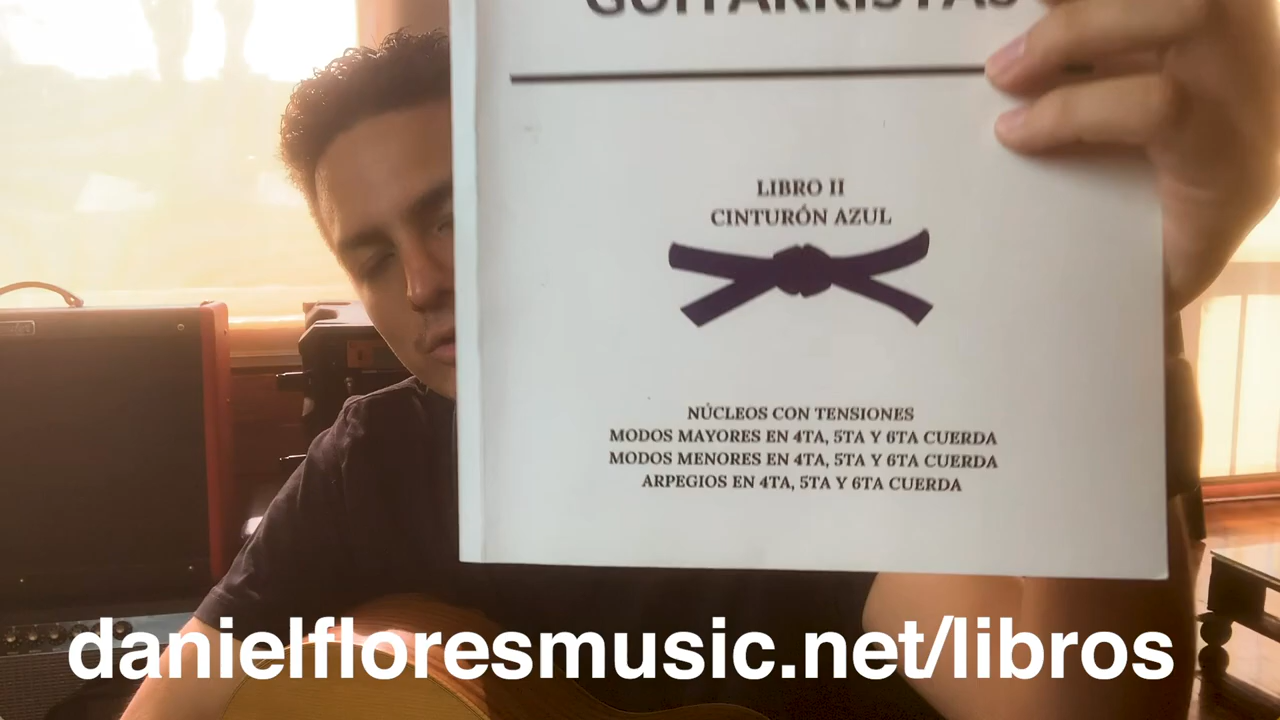 GUITARRISTAS
LIBRO II
CINTURÓN AZUL
NÚCLEOS CON TENSIONES
MODOS MAYORES EN 4TA, 5TA Y 6TA CUERDA
MODOS MENORES EN 4TA, 5TA Y 6TA CUERDA
ARPEGIOS EN 4TA, 5TA Y 6TA CUERDA
danielfloresmusic.net/libros